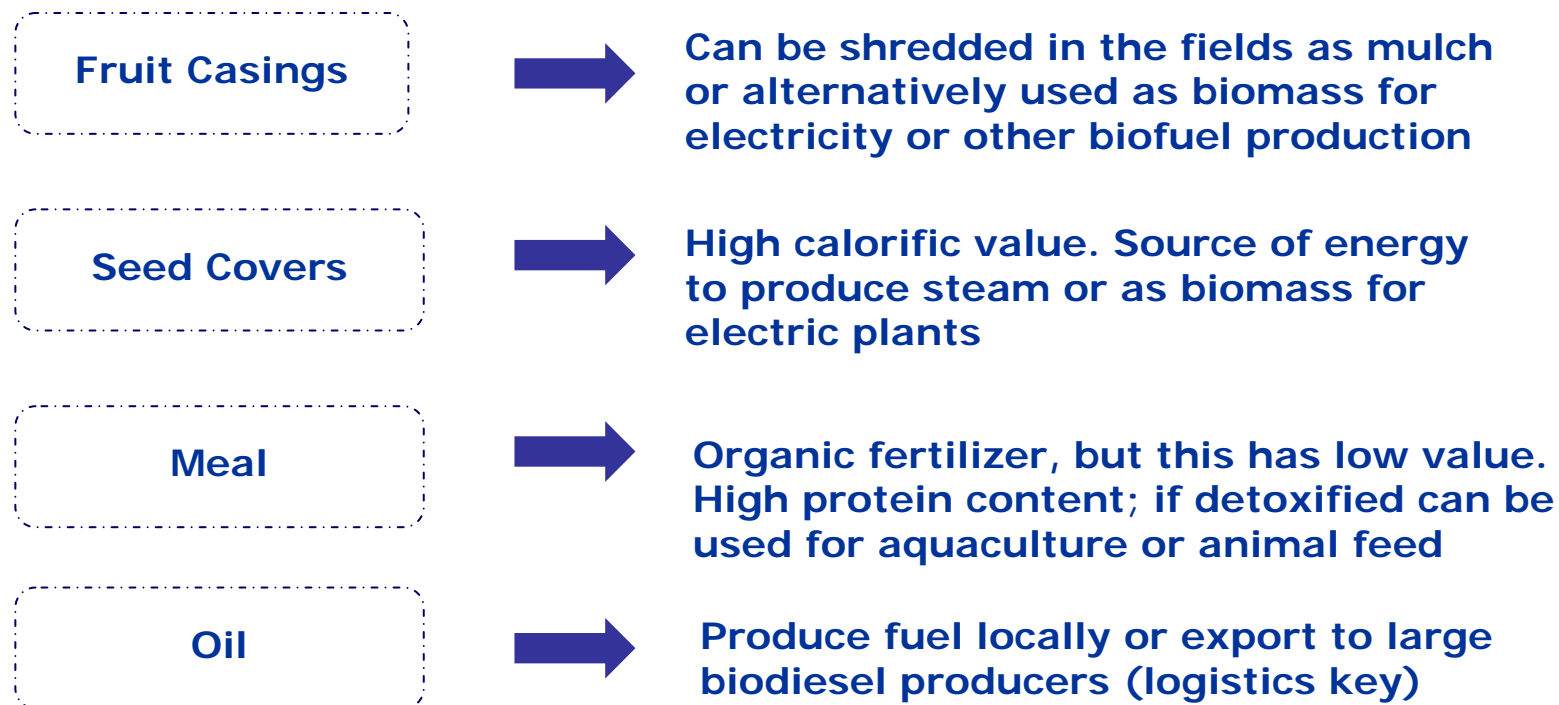 Fruit Casings
Can be shredded in the fields as mulch
or alternatively used as biomass for
electricity or other biofuel production
Seed Covers
High calorific value. Source of energy
to produce steam or as biomass for
electric plants
Meal
Organic fertilizer, but this has low value.
High protein content; if detoxified can be
used for aquaculture or animal feed
Oil
Produce fuel locally or export to large
biodiesel producers (logistics key)